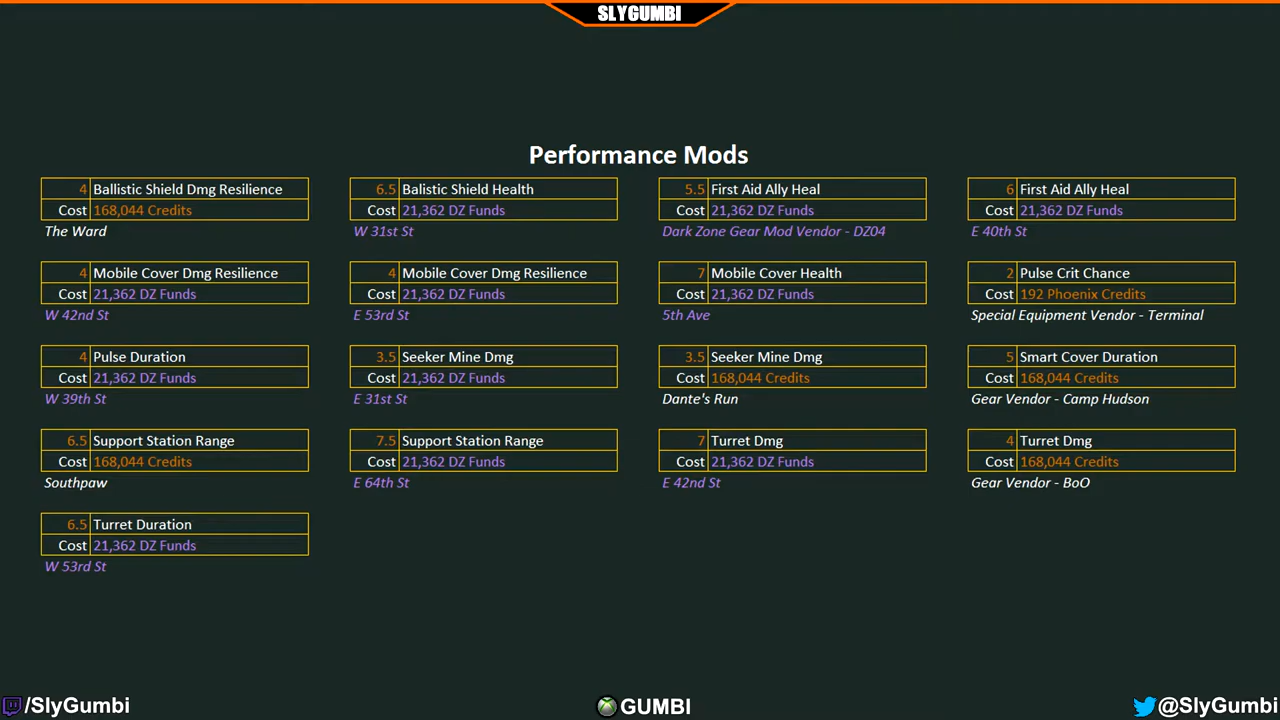 SLYGUMBI
Performance Mods
4 Ballistic Shield Dmg Resilience
Cost 168,044 Credits
The Ward
6.5 Balistic Shield Health
Cost 21,362 DZ Funds
W 31st St
5.5 First Aid Ally Heal
Cost 21,362 DZ Funds
Dark Zone Gear Mod Vendor - DZ04
6 First Aid Ally Heal
Cost 21,362 DZ Funds
E 40th St
4 Mobile Cover Dmg Resilience
Cost 21,362 DZ Funds
W 42nd St
4 Mobile Cover Dmg Resilience
Cost 21,362 DZ Funds
E 53rd St
7 Mobile Cover Health
Cost 21,362 DZ Funds
5th Ave
2 Pulse Crit Chance
Cost 192 Phoenix Credits
Special Equipment Vendor - Terminal
4 Pulse Duration
Cost 21,362 DZ Funds
W 39th St
3.5 Seeker Mine Dmg
Cost 21,362 DZ Funds
E 31st St
3.5 Seeker Mine Dmg
Cost 168,044 Credits
Dante's Run
5 Smart Cover Duration
Cost 168,044 Credits
Gear Vendor - Camp Hudson
6.5 Support Station Range
Cost 168,044 Credits
Southpaw
7.5 Support Station Range
Cost 21,362 DZ Funds
E 64th St
7 Turret Dmg
Cost 21,362 DZ Funds
E 42nd St
4 Turret Dmg
Cost 168,044 Credits
Gear Vendor - BoO
6.5 Turret Duration
Cost 21,362 DZ Funds
W 53rd St
/SlyGumbi
GUMBI
@SlyGumbi